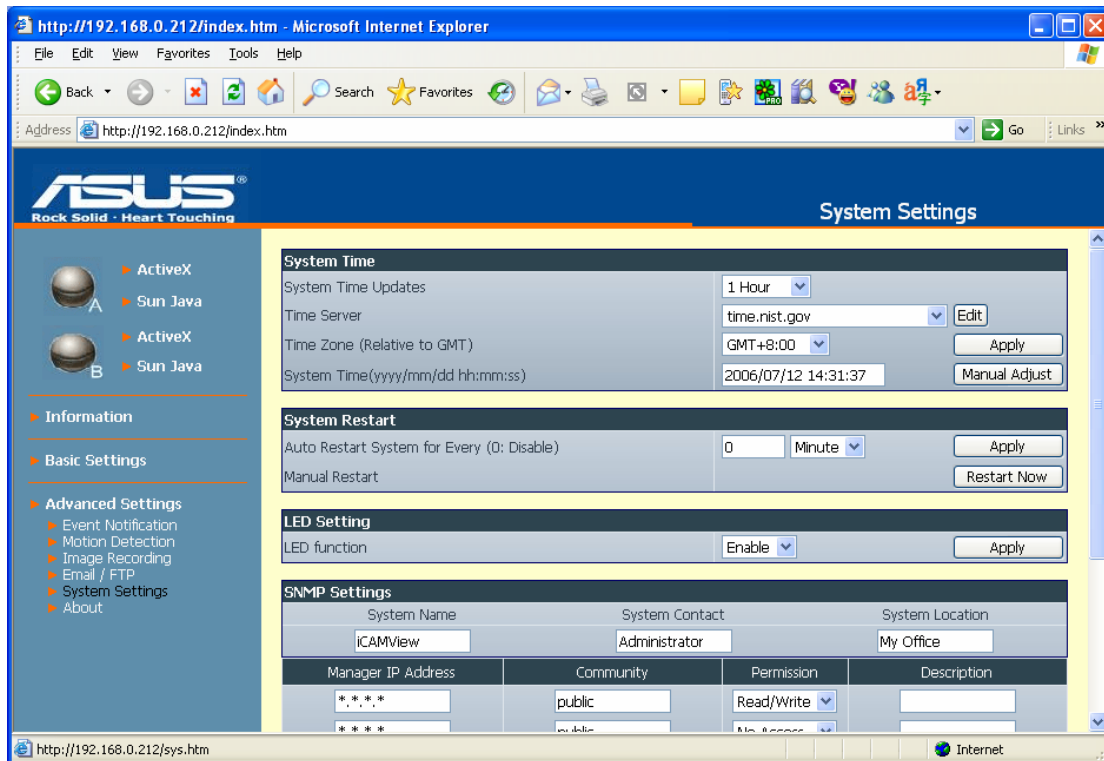 http://192.168.0.212/index.htm - Microsoft Internet Explorer
File Edit View Favorites Tools Help
Back Search Favorites
Address http://192.168.0.212/index.htm Go Links »
ASUS®
Rock Solid · Heart Touching
System Settings
ActiveX
A
Sun Java
ActiveX
B
Sun Java
Information
Basic Settings
Advanced Settings
Event Notification
Motion Detection
Image Recording
Email / FTP
System Settings
About
System Time
System Time Updates 1 Hour
Time Server time.nist.gov Edit
Time Zone (Relative to GMT) GMT+8:00 Apply
System Time(yyyy/mm/dd hh:mm:ss) 2006/07/12 14:31:37 Manual Adjust
System Restart
Auto Restart System for Every (0: Disable) 0 Minute Apply
Manual Restart Restart Now
LED Setting
LED function Enable Apply
SNMP Settings
System Name System Contact System Location
iCAMView Administrator My Office
Manager IP Address Community Permission Description
*.*.*.* public Read/Write
*.*.*.* public No Access
http://192.168.0.212/sys.htm Internet